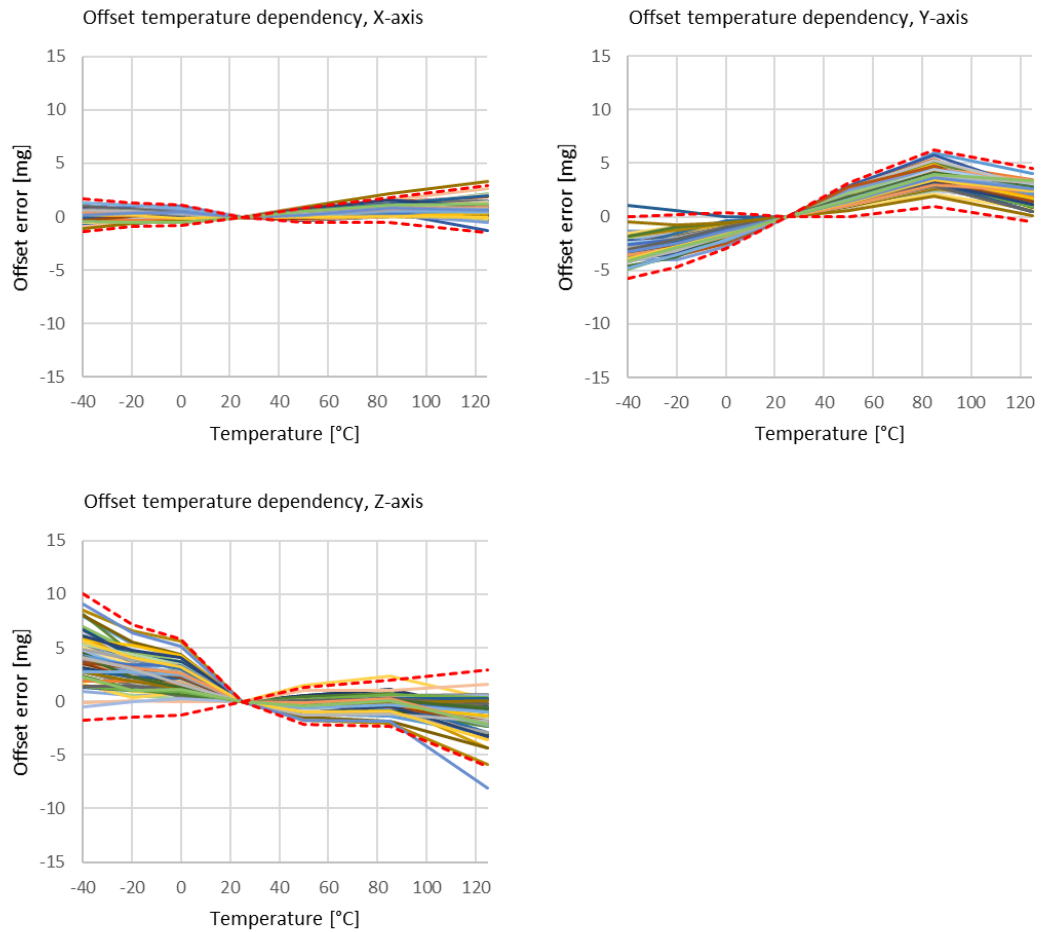 Offset temperature dependency, X-axis
15
10
5
0
-5
-10
-15
Offset error [mg]
-40 -20 0 20 40 60 80 100 120
Temperature [°C]
Offset temperature dependency, Y-axis
15
10
5
0
-5
-10
-15
Offset error [mg]
-40 -20 0 20 40 60 80 100 120
Temperature [°C]
Offset temperature dependency, Z-axis
15
10
5
0
-5
-10
-15
Offset error [mg]
-40 -20 0 20 40 60 80 100 120
Temperature [°C]